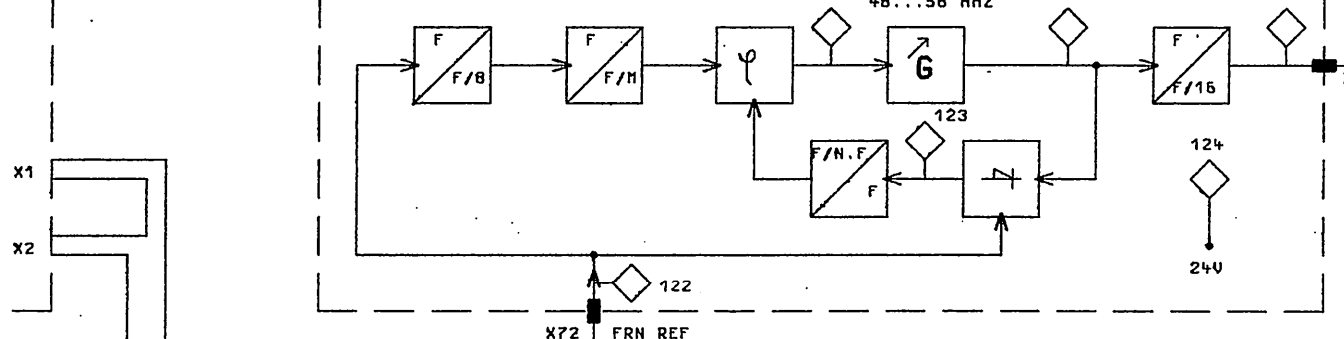 48...56 MHZ
F
F/8
F
F/M
φ
G
F
F/16
123
F/N.F
F
124
X1
X2
24V
122
X72 FRN REF